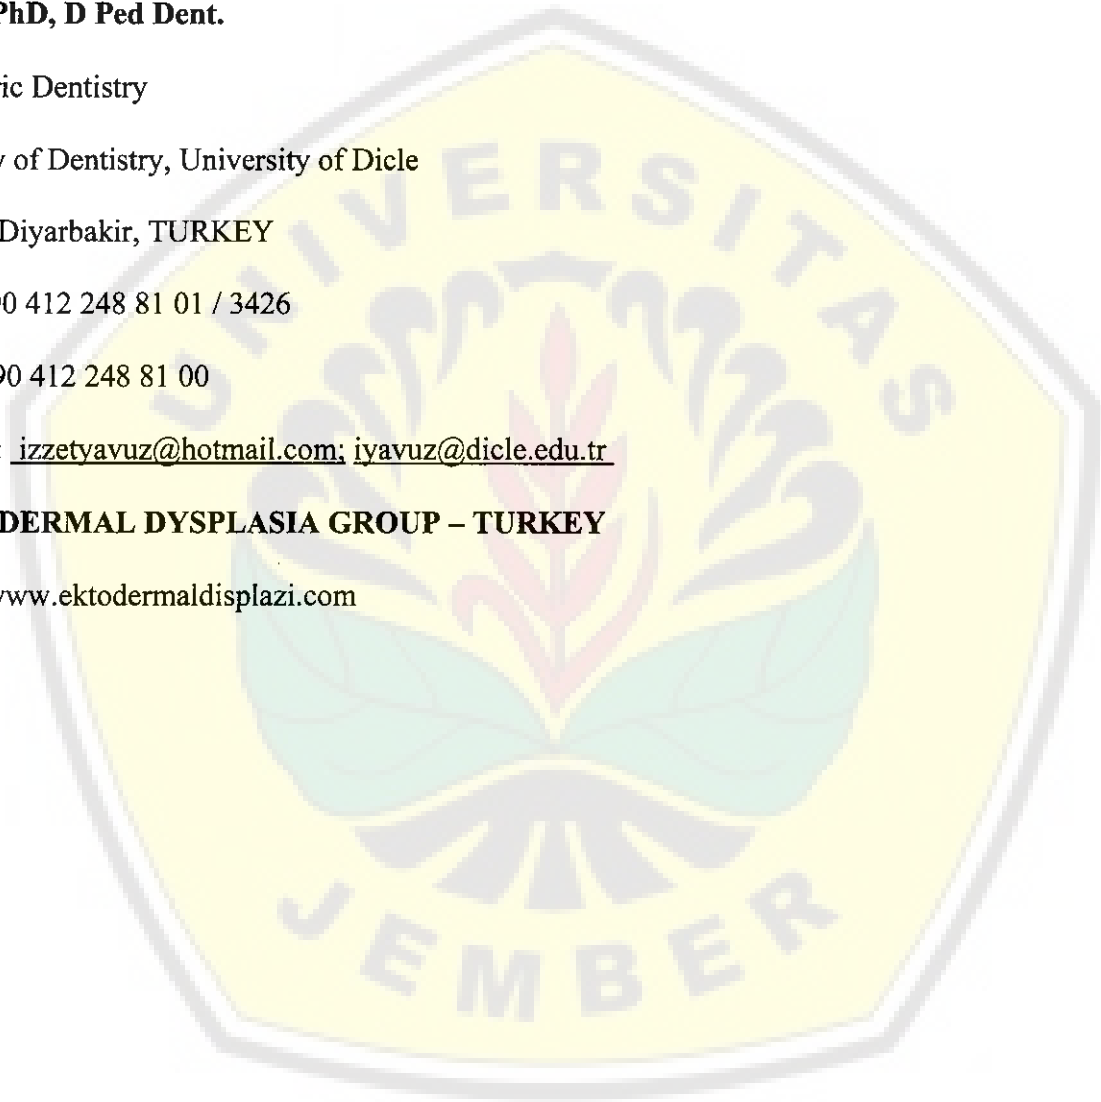 PhD, D Ped Dent.
ric Dentistry
y of Dentistry, University of Dicle
Diyarbakir, TURKEY
90 412 248 81 01 / 3426
90 412 248 81 00
: izzetyavuz@hotmail.com; iyavuz@dicle.edu.tr
DERMAL DYSPLASIA GROUP – TURKEY
www.ektodermaldisplazi.com
UNIVERSITAS
JEMBER